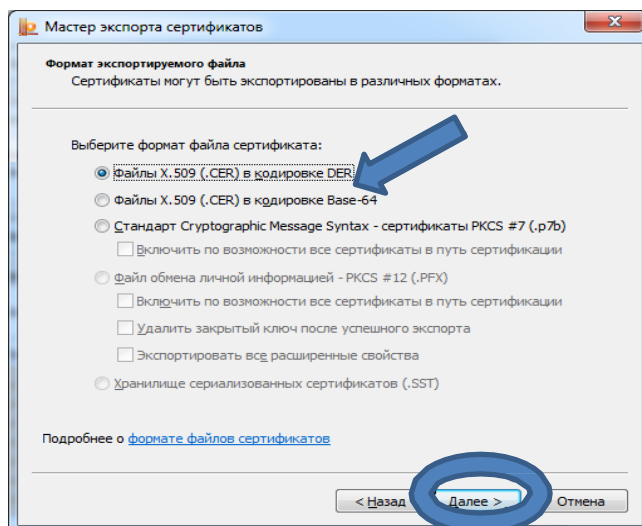 Мастер экспорта сертификатов
Формат экспортируемого файла
Сертификаты могут быть экспортированы в различных форматах.
Выберите формат файла сертификата:
Файлы X.509 (.CER) в кодировке DER
Файлы X.509 (.CER) в кодировке Base-64
Стандарт Cryptographic Message Syntax - сертификаты PKCS #7 (.p7b)
Включить по возможности все сертификаты в путь сертификации
Файл обмена личной информацией - PKCS #12 (.PFX)
Включить по возможности все сертификаты в путь сертификации
Удалить закрытый ключ после успешного экспорта
Экспортировать все расширенные свойства
Хранилище сериализованных сертификатов (.SST)
Подробнее о формате файлов сертификатов
< Назад Далее > Отмена